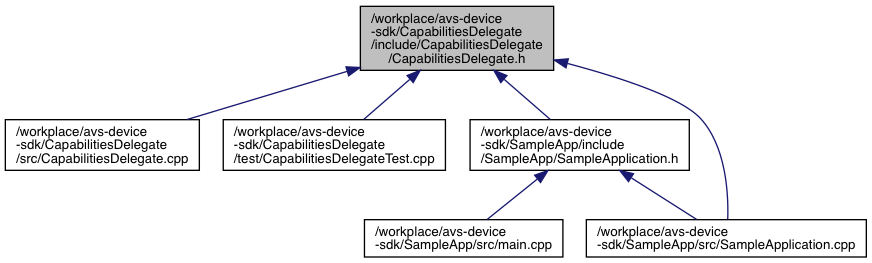 /workplace/avs-device
-sdk/CapabilitiesDelegate
/include/CapabilitiesDelegate
/CapabilitiesDelegate.h
/workplace/avs-device
-sdk/CapabilitiesDelegate
/src/CapabilitiesDelegate.cpp
/workplace/avs-device
-sdk/CapabilitiesDelegate
/test/CapabilitiesDelegateTest.cpp
/workplace/avs-device
-sdk/SampleApp/include
/SampleApp/SampleApplication.h
/workplace/avs-device
-sdk/SampleApp/src/main.cpp
/workplace/avs-device
-sdk/SampleApp/src/SampleApplication.cpp